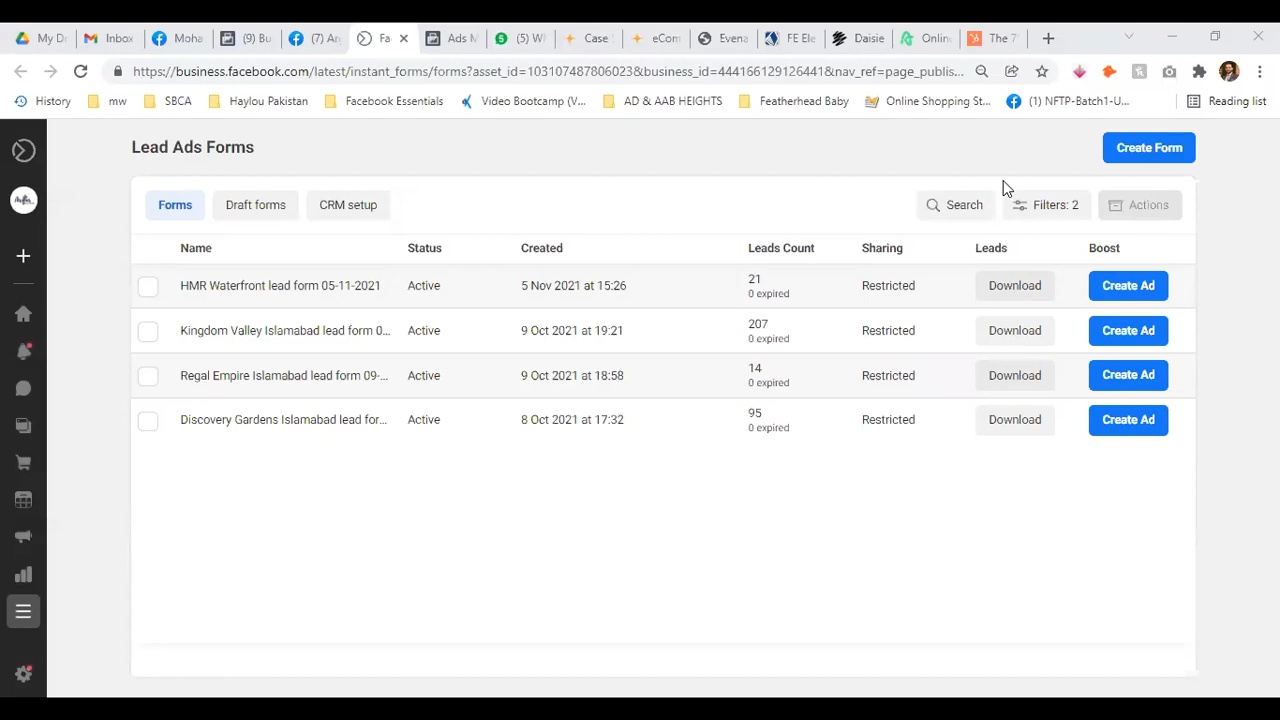 My Dr
Inbox
Moha
(9) Bu
(7) Ar
Fa
Ads M
(5) W
Case
eCom
Evena
FE Ele
Daisie
Onlin
The 7
https://business.facebook.com/latest/instant_forms/forms?asset_id=103107487806023&business_id=444166129126441&nav_ref=page_publis...
History
mw
SBCA
Haylou Pakistan
Facebook Essentials
Video Bootcamp (V...
AD & AAB HEIGHTS
Featherhead Baby
Online Shopping St...
(1) NFTP-Batch1-U...
Reading list
Lead Ads Forms
Create Form
Forms
Draft forms
CRM setup
Search
Filters: 2
Actions
Name Status Created Leads Count Sharing Leads Boost
HMR Waterfront lead form 05-11-2021 Active 5 Nov 2021 at 15:26 21 Restricted Download Create Ad
0 expired
Kingdom Valley Islamabad lead form 0... Active 9 Oct 2021 at 19:21 207 Restricted Download Create Ad
0 expired
Regal Empire Islamabad lead form 09-... Active 9 Oct 2021 at 18:58 14 Restricted Download Create Ad
0 expired
Discovery Gardens Islamabad lead for... Active 8 Oct 2021 at 17:32 95 Restricted Download Create Ad
0 expired